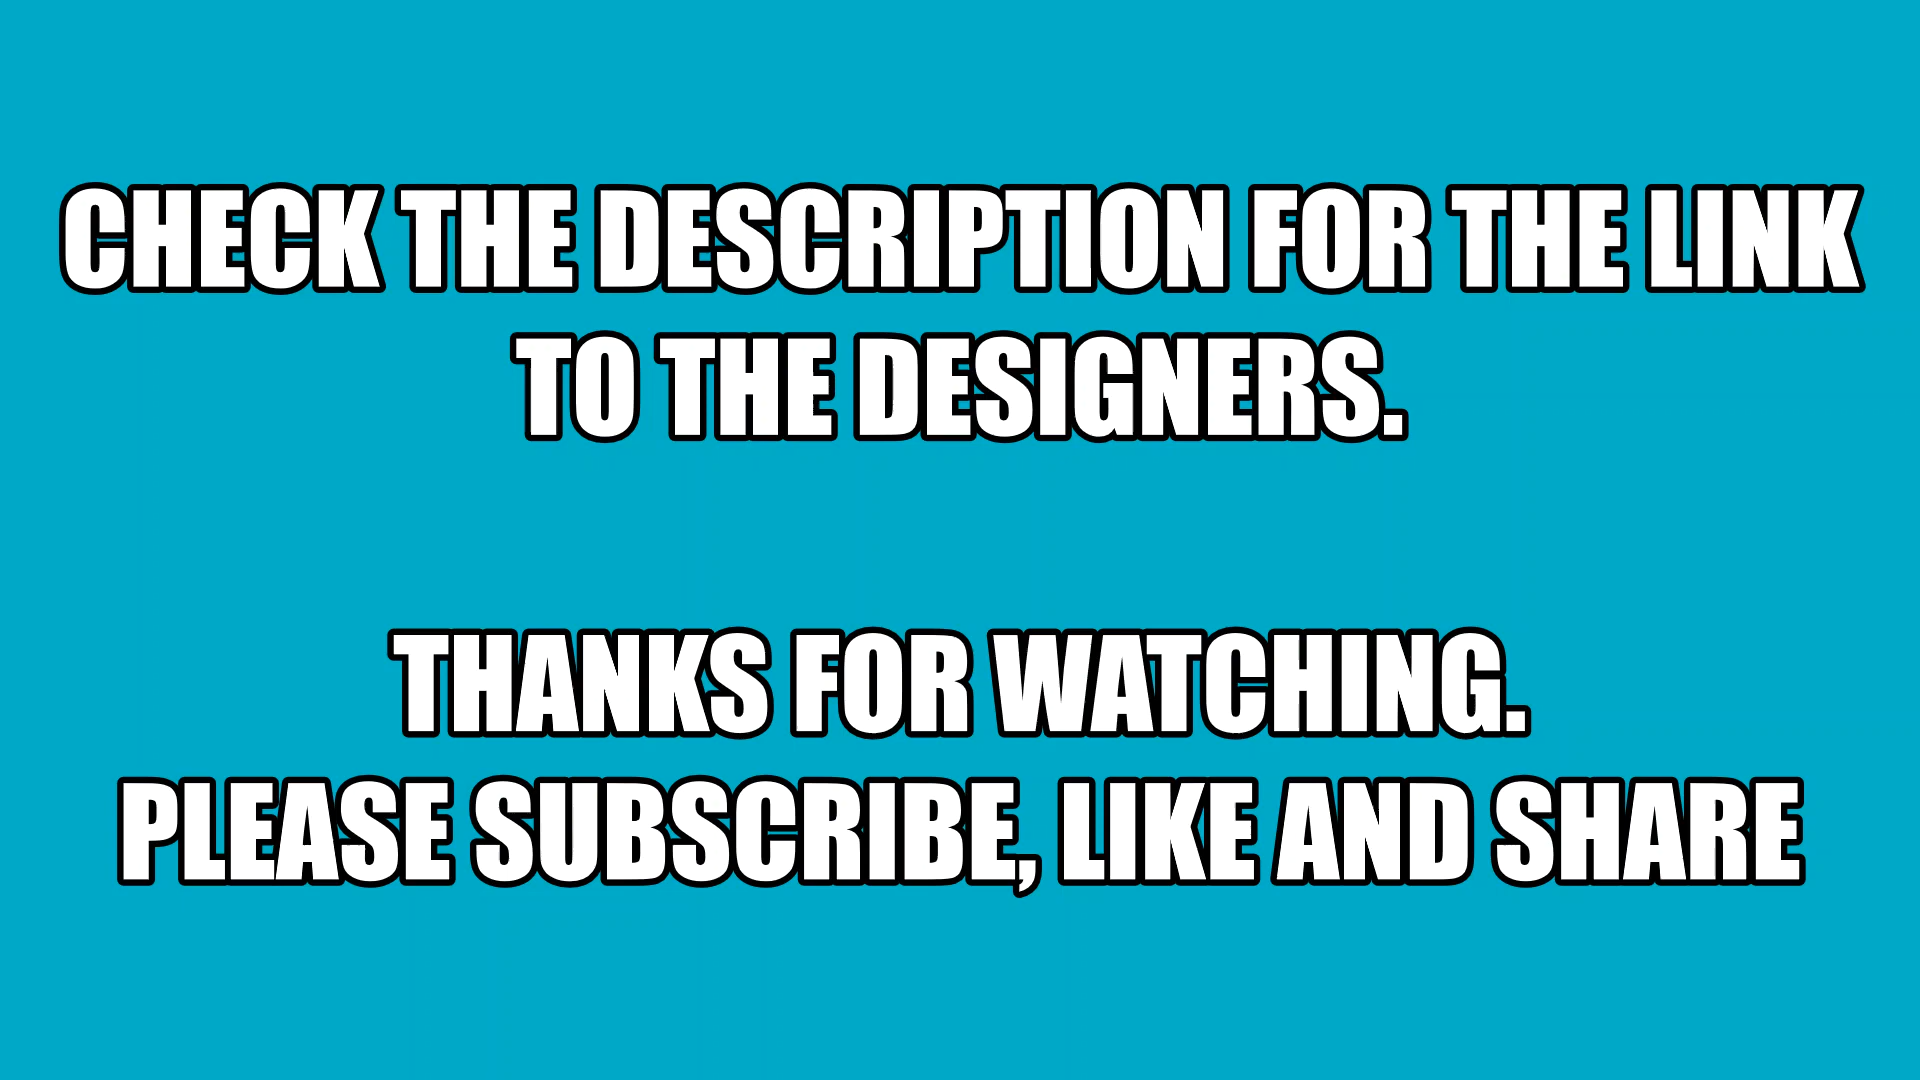 CHECK THE DESCRIPTION FOR THE LINK
TO THE DESIGNERS.
THANKS FOR WATCHING.
PLEASE SUBSCRIBE, LIKE AND SHARE